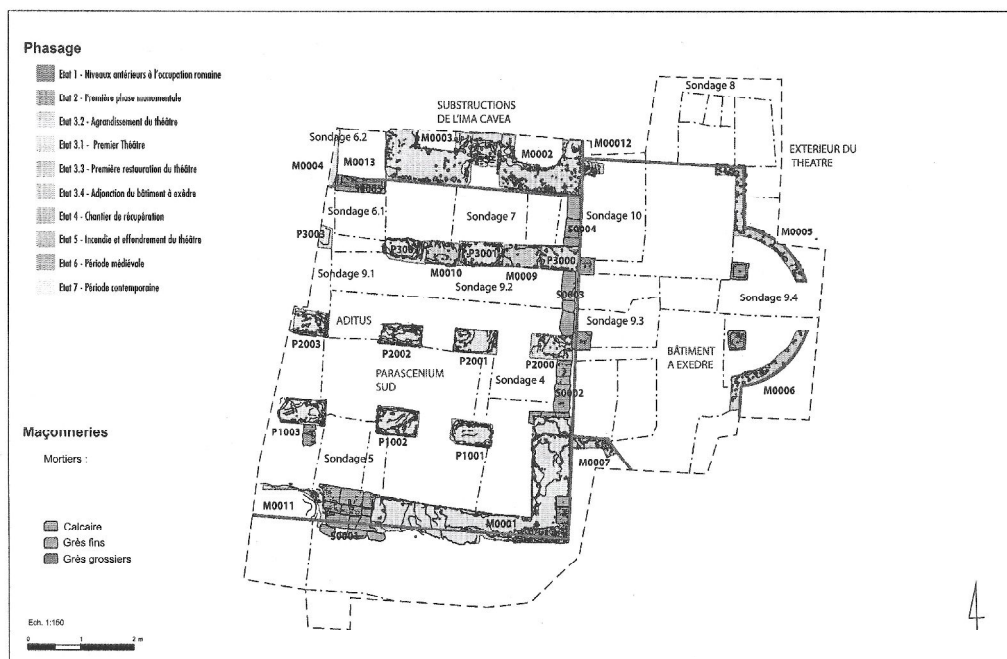 Phasage
Etat 1 - Niveaux antérieurs à l'occupation romaine
Etat 2 - Première phase monumentale
Etat 3.2 - Agrandissement du théâtre
Etat 3.1 - Premier Théâtre
Etat 3.3 - Première restauration du théâtre
Etat 3.4 - Adjonction du bâtiment à exèdre
Etat 4 - Chantier de récupération
Etat 5 - Incendie et effondrement du théâtre
Etat 6 - Période médiévale
Etat 7 - Période contemporaine
Maçonneries
Mortiers :
Calcaire
Grès fins
Grès grossiers
Ech. 1:150
0 1 2 m
SUBSTRUCTIONS
DE L'IMA CAVEA
Sondage 8
EXTERIEUR DU
THEATRE
Sondage 6.2
M0003
M0002
M00012
M0004
M0013
Sondage 6.1
Sondage 7
Sondage 10
S0004
M0005
P3003
P3001
P3000
M0010
M0009
Sondage 9.1
Sondage 9.2
S0003
Sondage 9.4
Sondage 9.3
ADITUS
P2003
P2002
P2001
P2000
BÂTIMENT
A EXEDRE
PARASCENIUM
SUD
Sondage 4
S0002
M0006
P1003
P1002
P1001
M0007
Sondage 5
M0011
M0001
S0001
4